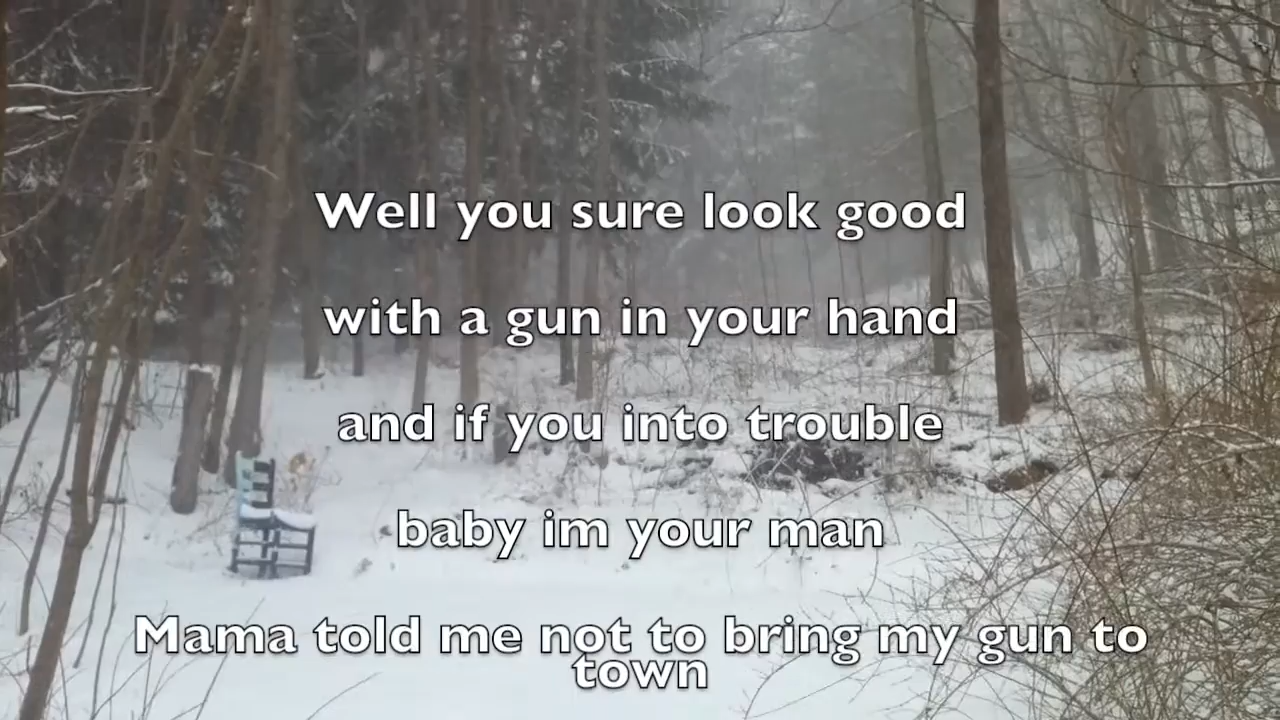 Well you sure look good
with a gun in your hand
and if you into trouble
baby im your man
Mama told me not to bring my gun to
town